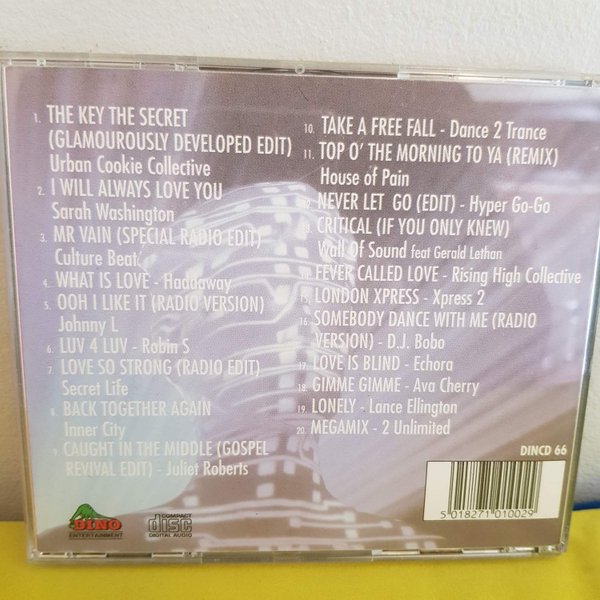 1. THE KEY THE SECRET
(GLAMOUROUSLY DEVELOPED EDIT)
Urban Cookie Collective
2. I WILL ALWAYS LOVE YOU
Sarah Washington
3. MR VAIN (SPECIAL RADIO EDIT)
Culture Beat
4. WHAT IS LOVE - Haddaway
5. OOH I LIKE IT (RADIO VERSION)
Johnny L
6. LUV 4 LUV - Robin S
7. LOVE SO STRONG (RADIO EDIT)
Secret Life
8. BACK TOGETHER AGAIN
Inner City
9. CAUGHT IN THE MIDDLE (GOSPEL
REVIVAL EDIT) - Juliet Roberts
10. TAKE A FREE FALL - Dance 2 Trance
11. TOP O' THE MORNING TO YA (REMIX)
House of Pain
12. NEVER LET GO (EDIT) - Hyper Go-Go
13. CRITICAL (IF YOU ONLY KNEW)
Wall Of Sound feat Gerald Lethan
14. FEVER CALLED LOVE - Rising High Collective
15. LONDON XPRESS - Xpress 2
16. SOMEBODY DANCE WITH ME (RADIO
VERSION) - D.J. Bobo
17. LOVE IS BLIND - Echora
18. GIMME GIMME - Ava Cherry
19. LONELY - Lance Ellington
20. MEGAMIX - 2 Unlimited
DINCD 66
5 018271 010029
DINO
ENTERTAINMENT
COMPACT
disc
DIGITAL AUDIO